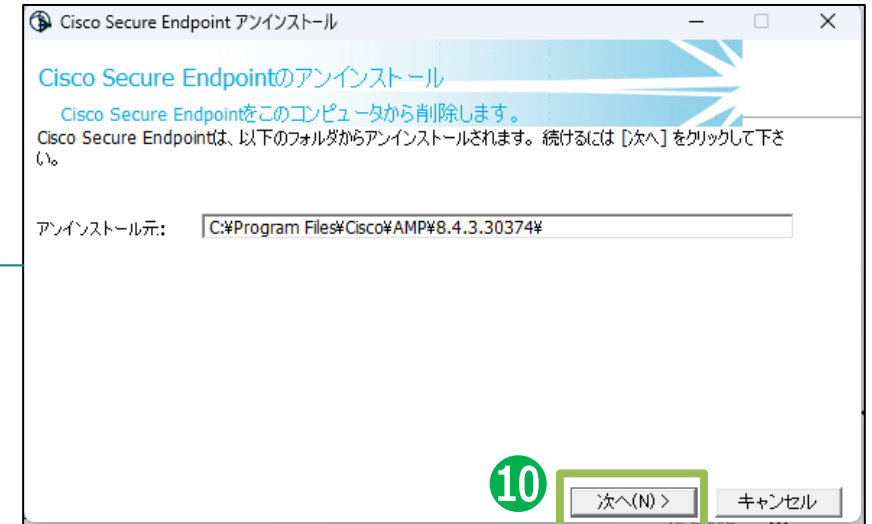 Cisco Secure Endpoint アンインストール
Cisco Secure Endpointのアンインストール
Cisco Secure Endpointをこのコンピュータから削除します。
Cisco Secure Endpointは、以下のフォルダからアンインストールされます。続けるには [次へ] をクリックして下さ
い。
アンインストール元: C:¥Program Files¥Cisco¥AMP¥8.4.3.30374¥
10
次へ(N) > キャンセル